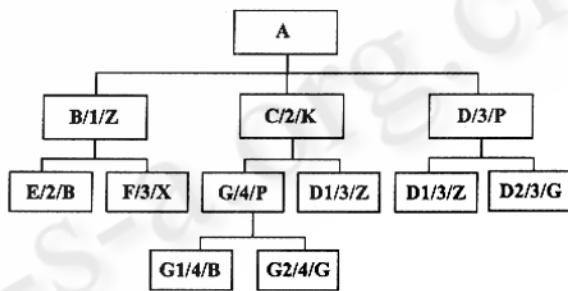 A
B/1/Z C/2/K D/3/P
E/2/B F/3/X G/4/P D1/3/Z D1/3/Z D2/3/G
G1/4/B G2/4/G